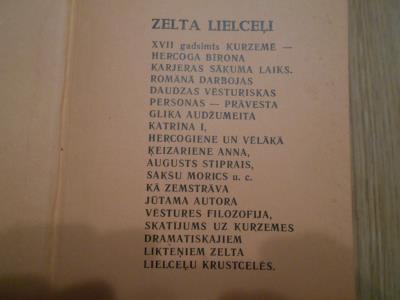 ZELTA LIELCEĻI
XVII gadsimts KURZEMĒ —
HERCOGA BĪRONA
KARJERAS SĀKUMA LAIKS.
ROMĀNĀ DARBOJAS
DAUDZAS VĒSTURISKAS
PERSONAS — PRĀVESTA
GLIKA AUDŽUMEITA
KATRĪNA I,
HERCOGIENE UN VĒLĀKĀ
ĶEIZARIENE ANNA,
AUGUSTS STIPRAIS,
SAKŠU MORICS u. c.
KĀ ZEMSTRĀVA
JŪTAMA AUTORA
VĒSTURES FILOZOFIJA,
SKATĪJUMS UZ KURZEMES
DRAMATISKAJIEM
LIKTEŅIEM ZELTA
LIELCEĻU KRUSTCELĒS.